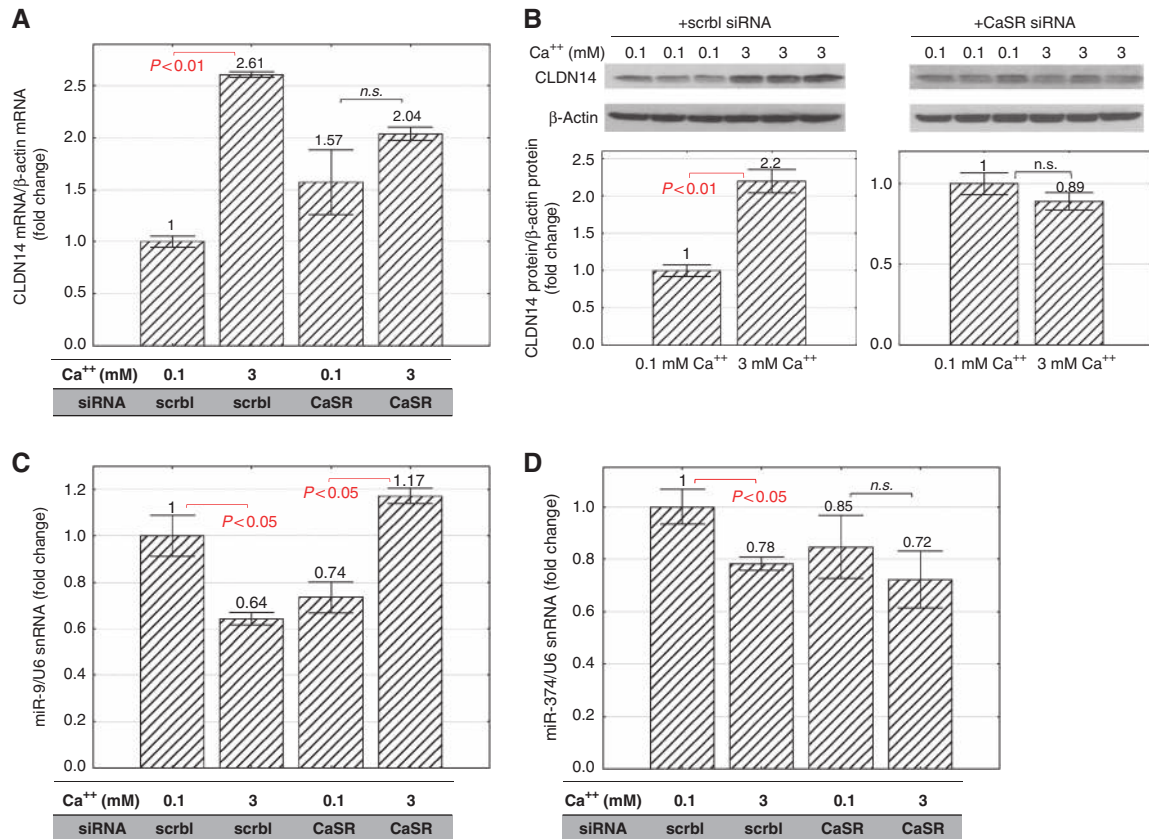 A
CLDN14 mRNA/β-actin mRNA
(fold change)
2.5
2.0
1.5
1.0
0.5
0.0
P<0.01
2.61
n.s.
2.04
1.57
1
Ca++ (mM) 0.1 3 0.1 3
siRNA scrbl scrbl CaSR CaSR
B
+scrbl siRNA
+CaSR siRNA
Ca++ (mM) 0.1 0.1 0.1 3 3 3
0.1 0.1 0.1 3 3 3
CLDN14
β-Actin
CLDN14 protein/β-actin protein
(fold change)
2.5
2.0
1.5
1.0
0.5
0.0
P<0.01
2.2
1
0.1 mM Ca++ 3 mM Ca++
1.0
0.5
0.0
1
n.s.
0.89
0.1 mM Ca++ 3 mM Ca++
C
miR-9/U6 snRNA (fold change)
1.2
1.0
0.8
0.6
0.4
0.2
0.0
1
P<0.05
0.64
0.74
P<0.05
1.17
Ca++ (mM) 0.1 3 0.1 3
siRNA scrbl scrbl CaSR CaSR
D
miR-374/U6 snRNA (fold change)
1.0
0.8
0.6
0.4
0.2
0.0
1
P<0.05
0.78
n.s.
0.85
0.72
Ca++ (mM) 0.1 3 0.1 3
siRNA scrbl scrbl CaSR CaSR